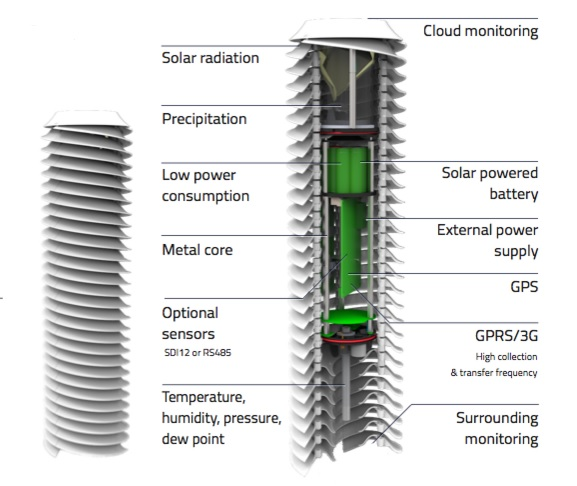 Cloud monitoring
Solar radiation
Precipitation
Low power
consumption
Solar powered
battery
External power
supply
Metal core
GPS
Optional
sensors
SDI12 or RS485
GPRS/3G
High collection
& transfer frequency
Temperature,
humidity, pressure,
dew point
Surrounding
monitoring